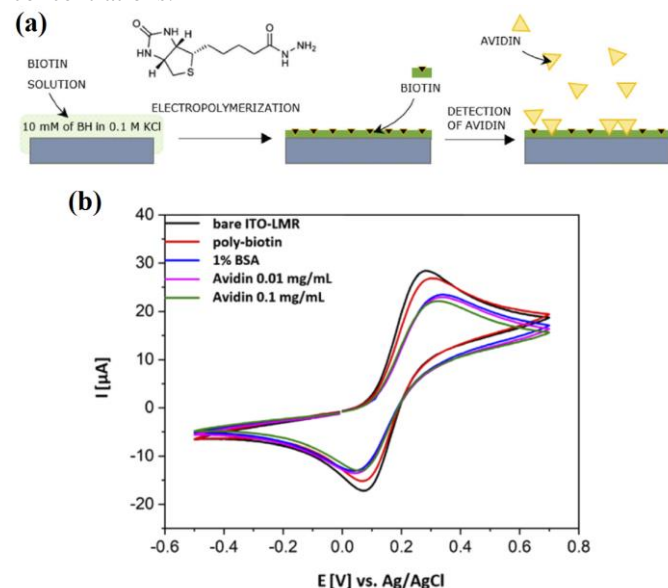 (a)
BIOTIN
SOLUTION
10 mM of BH in 0.1 M KCl
O
HN
NH
H
H
S
O
N
H
NH₂
ELECTROPOLYMERIZATION
BIOTIN
DETECTION
OF AVIDIN
AVIDIN
(b)
bare ITO-LMR
poly-biotin
1% BSA
Avidin 0.01 mg/mL
Avidin 0.1 mg/mL
I [µA]
40
30
20
10
0
-10
-20
-0.6
-0.4
-0.2
0.0
0.2
0.4
0.6
0.8
E [V] vs. Ag/AgCl